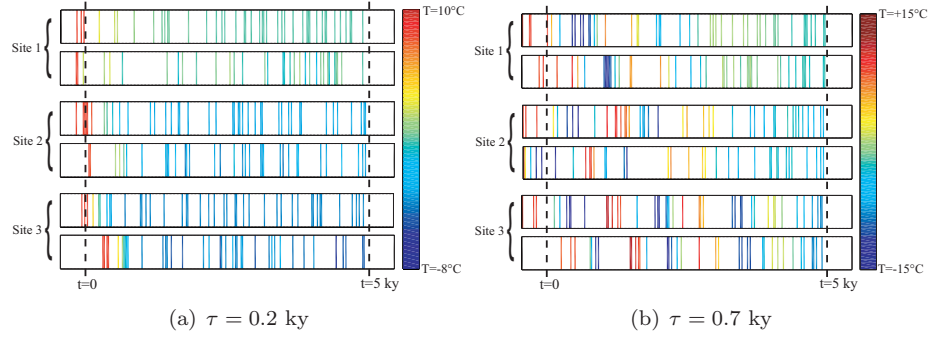 T=10°C
Site 1
Site 2
Site 3
T=-8°C
t=0
t=5 ky
(a) τ = 0.2 ky
T=+15°C
Site 1
Site 2
Site 3
T=-15°C
t=0
t=5 ky
(b) τ = 0.7 ky